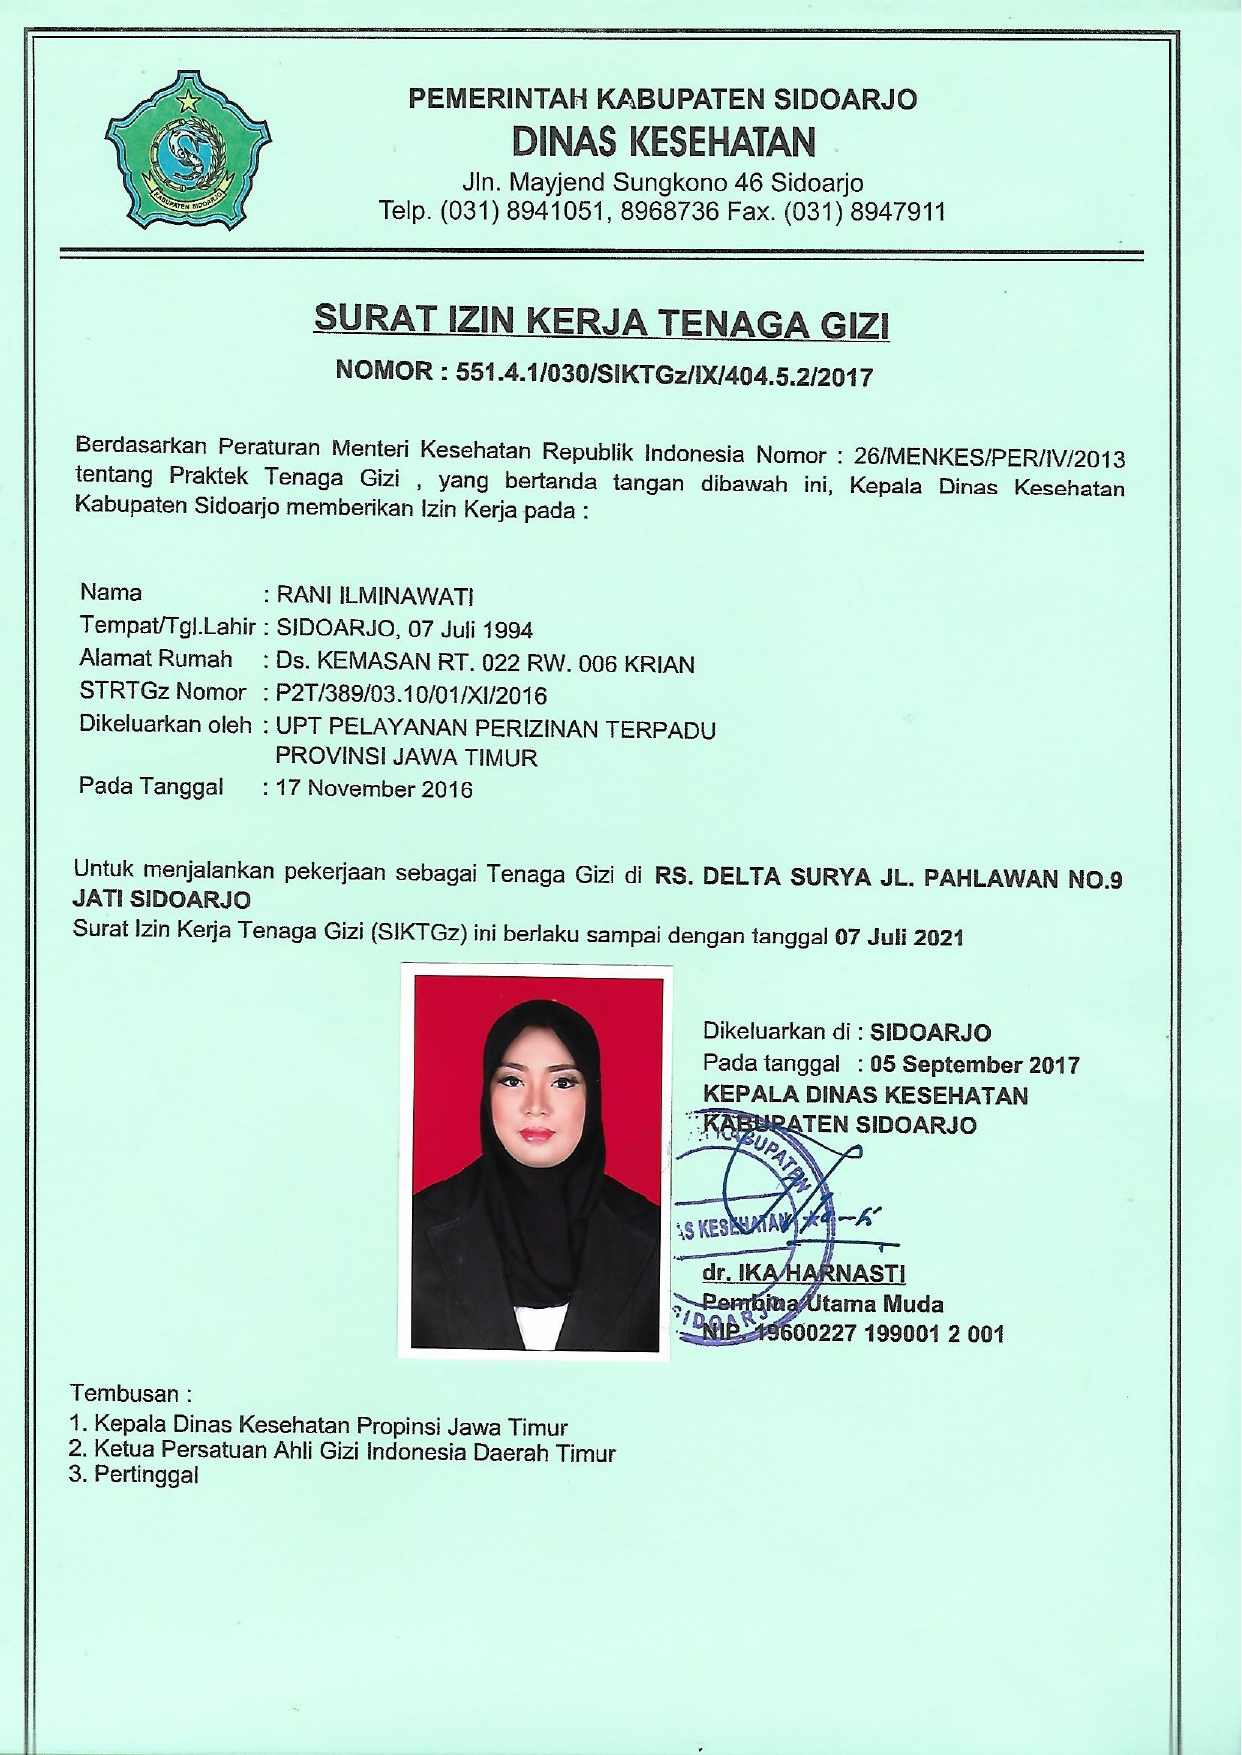 PEMERINTAH KABUPATEN SIDOARJO
DINAS KESEHATAN
Jln. Mayjend Sungkono 46 Sidoarjo
Telp. (031) 8941051, 8968736 Fax. (031) 8947911
KABUPATEN SIDOARJO
SURAT IZIN KERJA TENAGA GIZI
NOMOR : 551.4.1/030/SIKTGz/IX/404.5.2/2017
Berdasarkan Peraturan Menteri Kesehatan Republik Indonesia Nomor : 26/MENKES/PER/IV/2013
tentang Praktek Tenaga Gizi , yang bertanda tangan dibawah ini, Kepala Dinas Kesehatan
Kabupaten Sidoarjo memberikan Izin Kerja pada :
Nama : RANI ILMINAWATI
Tempat/Tgl.Lahir : SIDOARJO, 07 Juli 1994
Alamat Rumah : Ds. KEMASAN RT. 022 RW. 006 KRIAN
STRTGz Nomor : P2T/389/03.10/01/XI/2016
Dikeluarkan oleh : UPT PELAYANAN PERIZINAN TERPADU
PROVINSI JAWA TIMUR
Pada Tanggal : 17 November 2016
Untuk menjalankan pekerjaan sebagai Tenaga Gizi di RS. DELTA SURYA JL. PAHLAWAN NO.9
JATI SIDOARJO
Surat Izin Kerja Tenaga Gizi (SIKTGz) ini berlaku sampai dengan tanggal 07 Juli 2021
Dikeluarkan di : SIDOARJO
Pada tanggal : 05 September 2017
KEPALA DINAS KESEHATAN
KABUPATEN SIDOARJO
KABUPATEN
AS KESEHATAN
SIDOARJO
dr. IKA HARNASTI
Pembina Utama Muda
NIP. 19600227 199001 2 001
Tembusan :
1. Kepala Dinas Kesehatan Propinsi Jawa Timur
2. Ketua Persatuan Ahli Gizi Indonesia Daerah Timur
3. Pertinggal